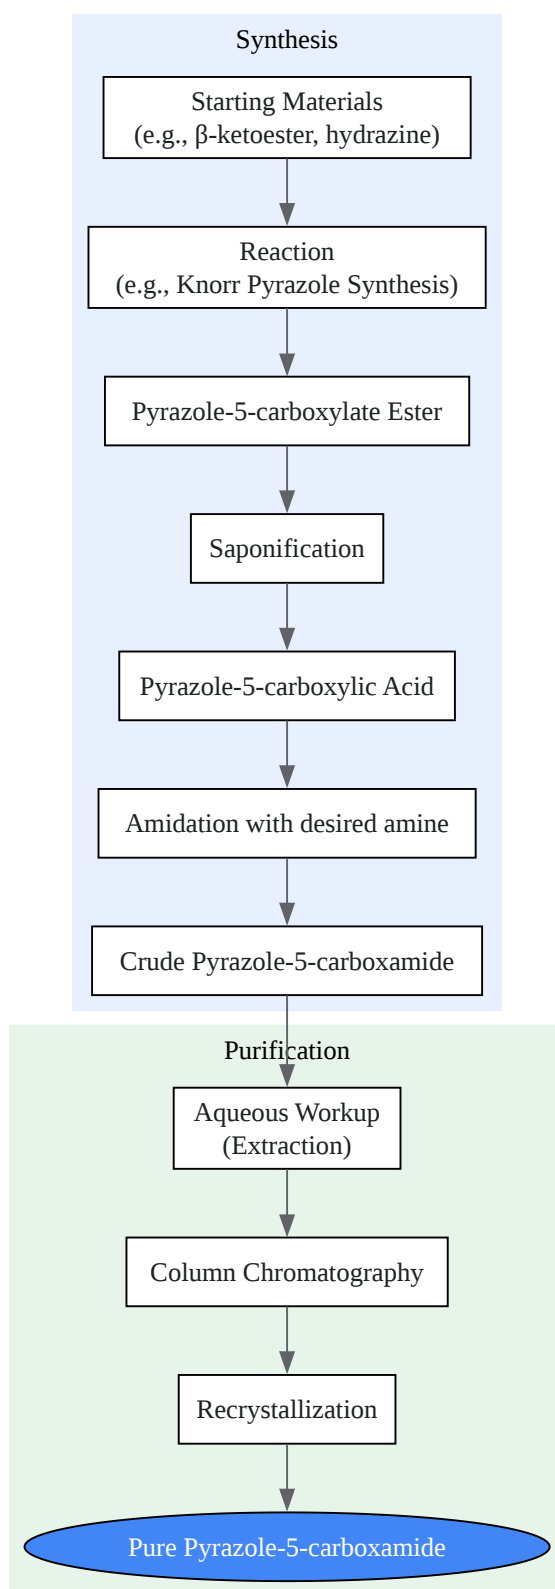 Synthesis
Starting Materials
(e.g., β-ketoester, hydrazine)
Reaction
(e.g., Knorr Pyrazole Synthesis)
Pyrazole-5-carboxylate Ester
Saponification
Pyrazole-5-carboxylic Acid
Amidation with desired amine
Crude Pyrazole-5-carboxamide
Purification
Aqueous Workup
(Extraction)
Column Chromatography
Recrystallization
Pure Pyrazole-5-carboxamide